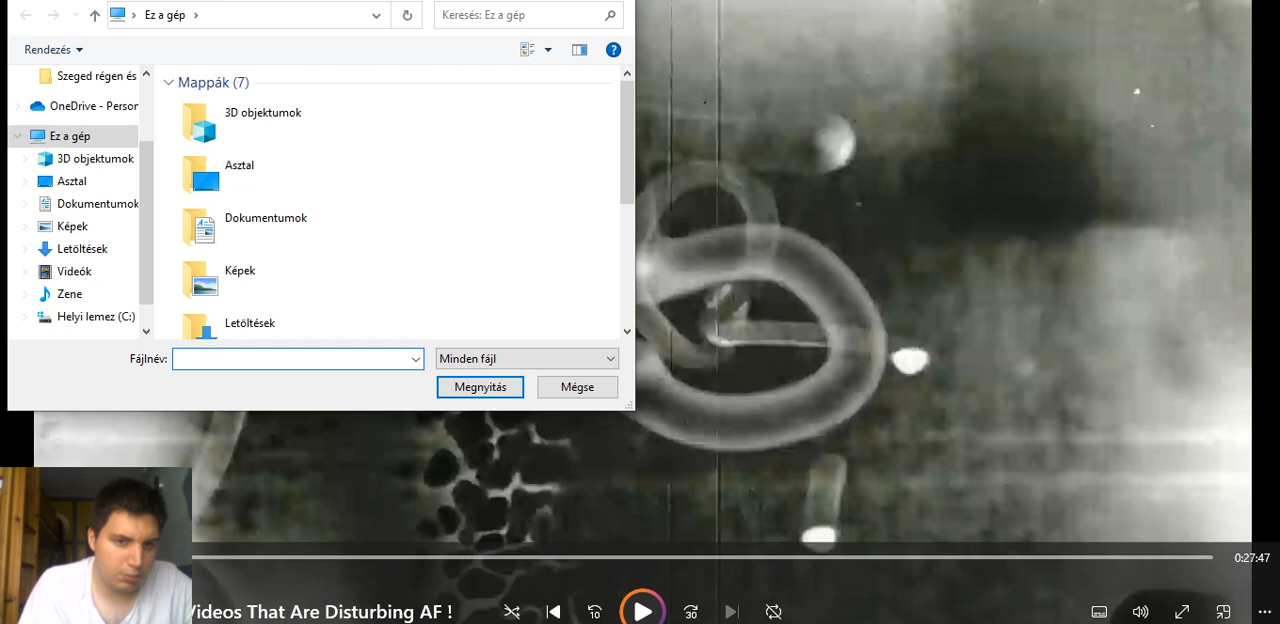 Ez a gép
Keresés: Ez a gép
Rendezés
Szeged régen és
OneDrive - Person
Ez a gép
3D objektumok
Asztal
Dokumentumok
Képek
Letöltések
Videók
Zene
Helyi lemez (C:)
Mappák (7)
3D objektumok
Asztal
Dokumentumok
Képek
Letöltések
Fájlnév:
Minden fájl
Megnyitás
Mégse
0:27:47
Videos That Are Disturbing AF !
10
30